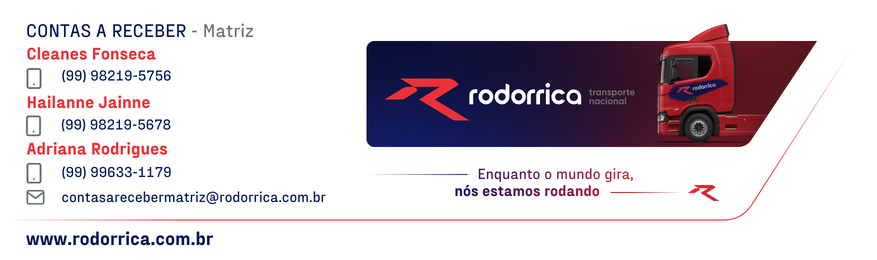 CONTAS A RECEBER - Matriz
Cleanes Fonseca
(99) 98219-5756
Hailanne Jainne
(99) 98219-5678
Adriana Rodrigues
(99) 99633-1179
contasarecebermatriz@rodorrica.com.br
www.rodorrica.com.br
rodorrica transporte
nacional
rodorrica
Enquanto o mundo gira,
nós estamos rodando